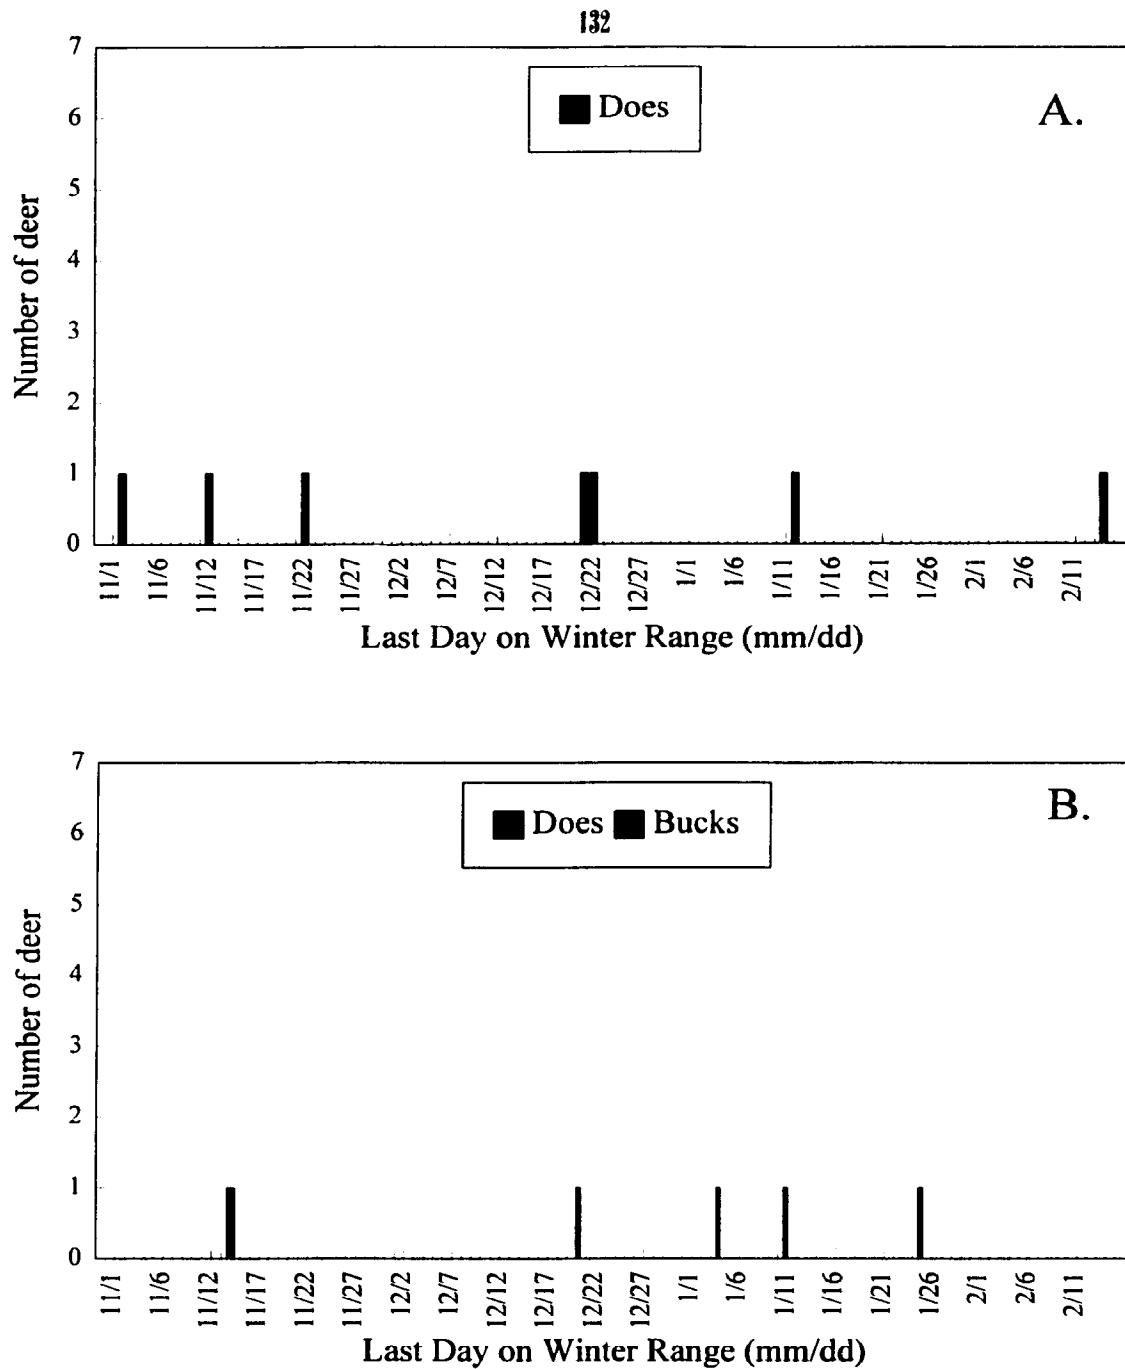 132
7
A.
Does
6
5
4
3
2
1
0
Number of deer
11/1 11/6 11/12 11/17 11/22 11/27 12/2 12/7 12/12 12/17 12/22 12/27 1/1 1/6 1/11 1/16 1/21 1/26 2/1 2/6 2/11
Last Day on Winter Range (mm/dd)
7
B.
Does Bucks
6
5
4
3
2
1
0
Number of deer
11/1 11/6 11/12 11/17 11/22 11/27 12/2 12/7 12/12 12/17 12/22 12/27 1/1 1/6 1/11 1/16 1/21 1/26 2/1 2/6 2/11
Last Day on Winter Range (mm/dd)